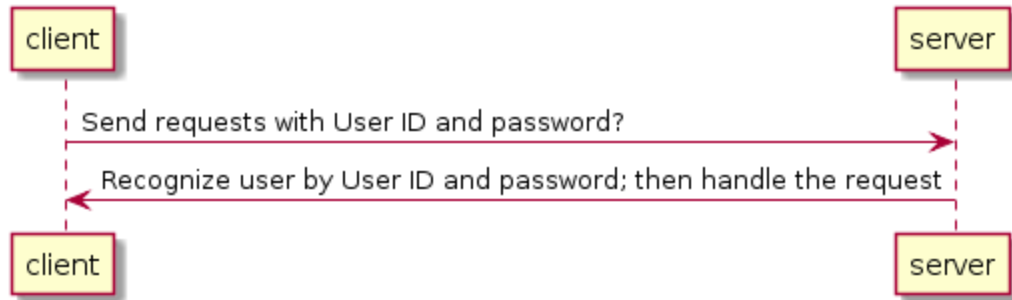 client server
Send requests with User ID and password?
Recognize user by User ID and password; then handle the request
client server